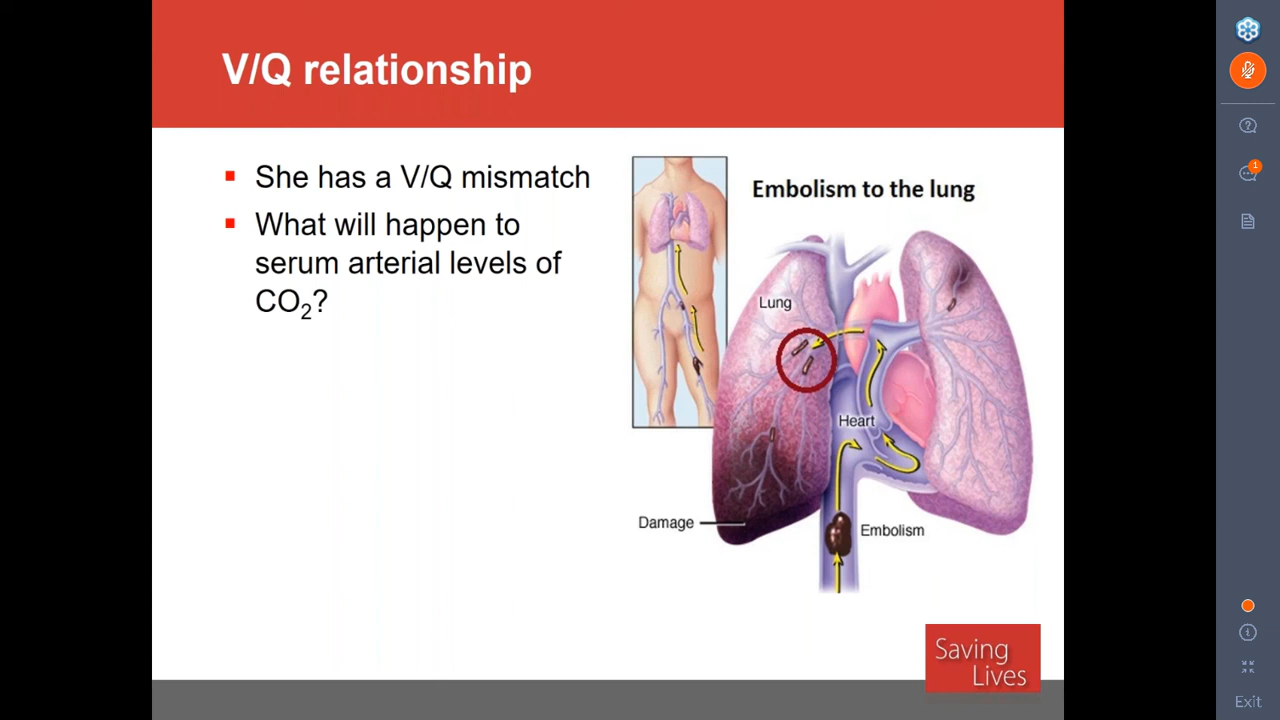 V/Q relationship
She has a V/Q mismatch
What will happen to
serum arterial levels of
CO₂?
Embolism to the lung
Lung
Heart
Damage
Embolism
Saving
Lives
1
Exit